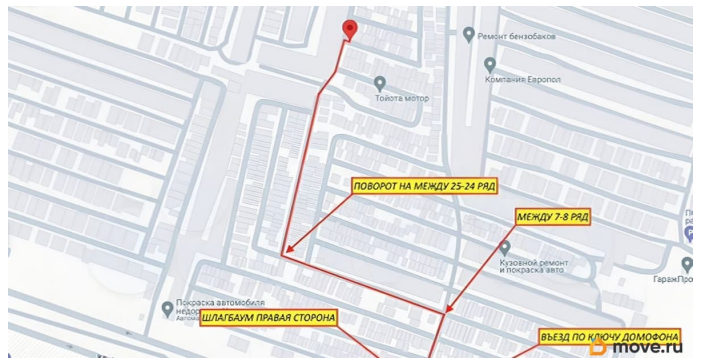 Ремонт бензобаков
Компания Европол
Тойота мотор
ПОВОРОТ НА МЕЖДУ 25-24 РЯД
МЕЖДУ 7-8 РЯД
Кузовной ремонт
и покраска авто
ГаражПро
Покраска автомобиля
недор
ШЛАГБАУМ ПРАВАЯ СТОРОНА
ВЪЕЗД ПО КЛЮЧУ ДОМОФОНА
move.ru